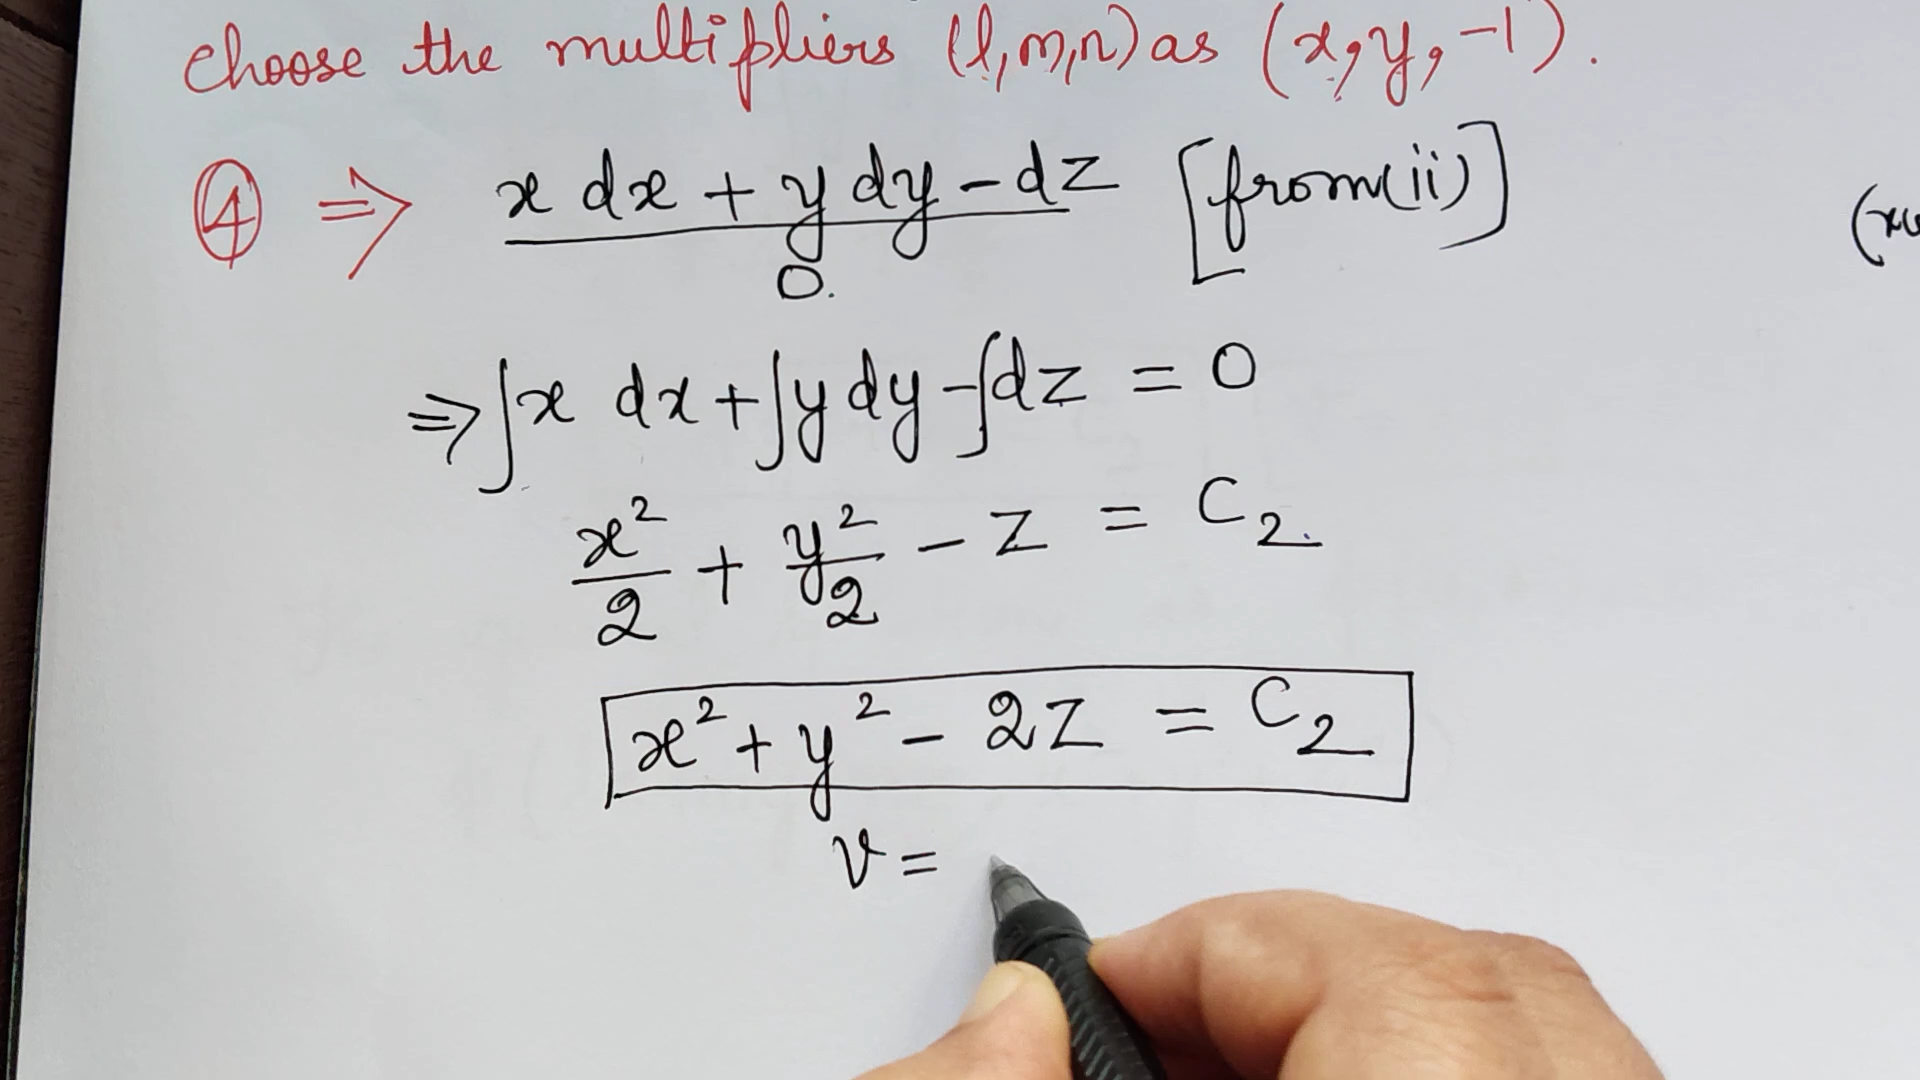 choose the multipliers (l,m,n) as (x, y, -1).
④ ⇒ x dx + y dy - dz / 0. [from(ii)]
⇒ ∫x dx + ∫y dy - ∫dz = 0
x²/2 + y²/2 - z = C₂.
x² + y² - 2z = C₂
v =